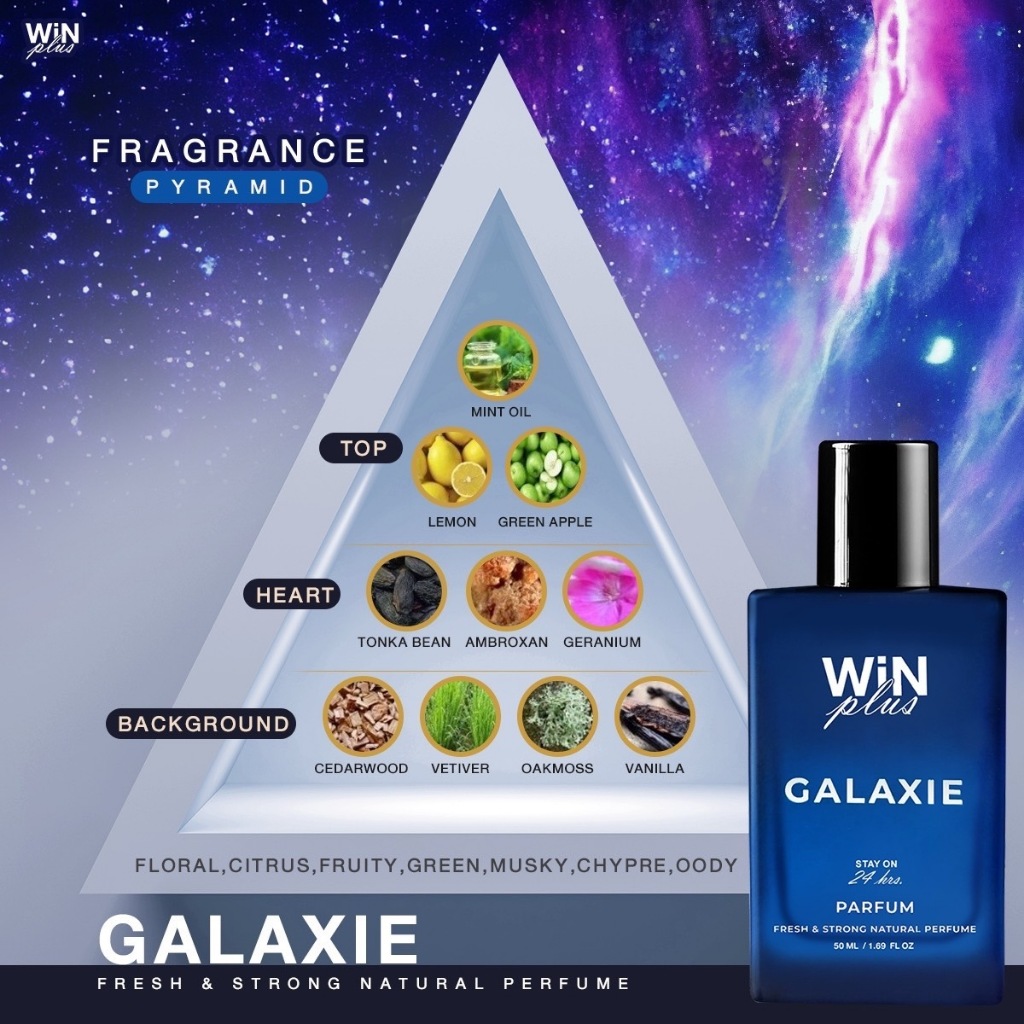 WiN
plus
FRAGRANCE
PYRAMID
MINT OIL
TOP
LEMON GREEN APPLE
HEART
TONKA BEAN AMBROXAN GERANIUM
BACKGROUND
CEDARWOOD VETIVER OAKMOSS VANILLA
FLORAL,CITRUS,FRUITY,GREEN,MUSKY,CHYPRE,OODY
GALAXIE
FRESH & STRONG NATURAL PERFUME
WiN
plus
GALAXIE
STAY ON
24 hrs.
PARFUM
FRESH & STRONG NATURAL PERFUME
50 ML / 1.69 FL OZ